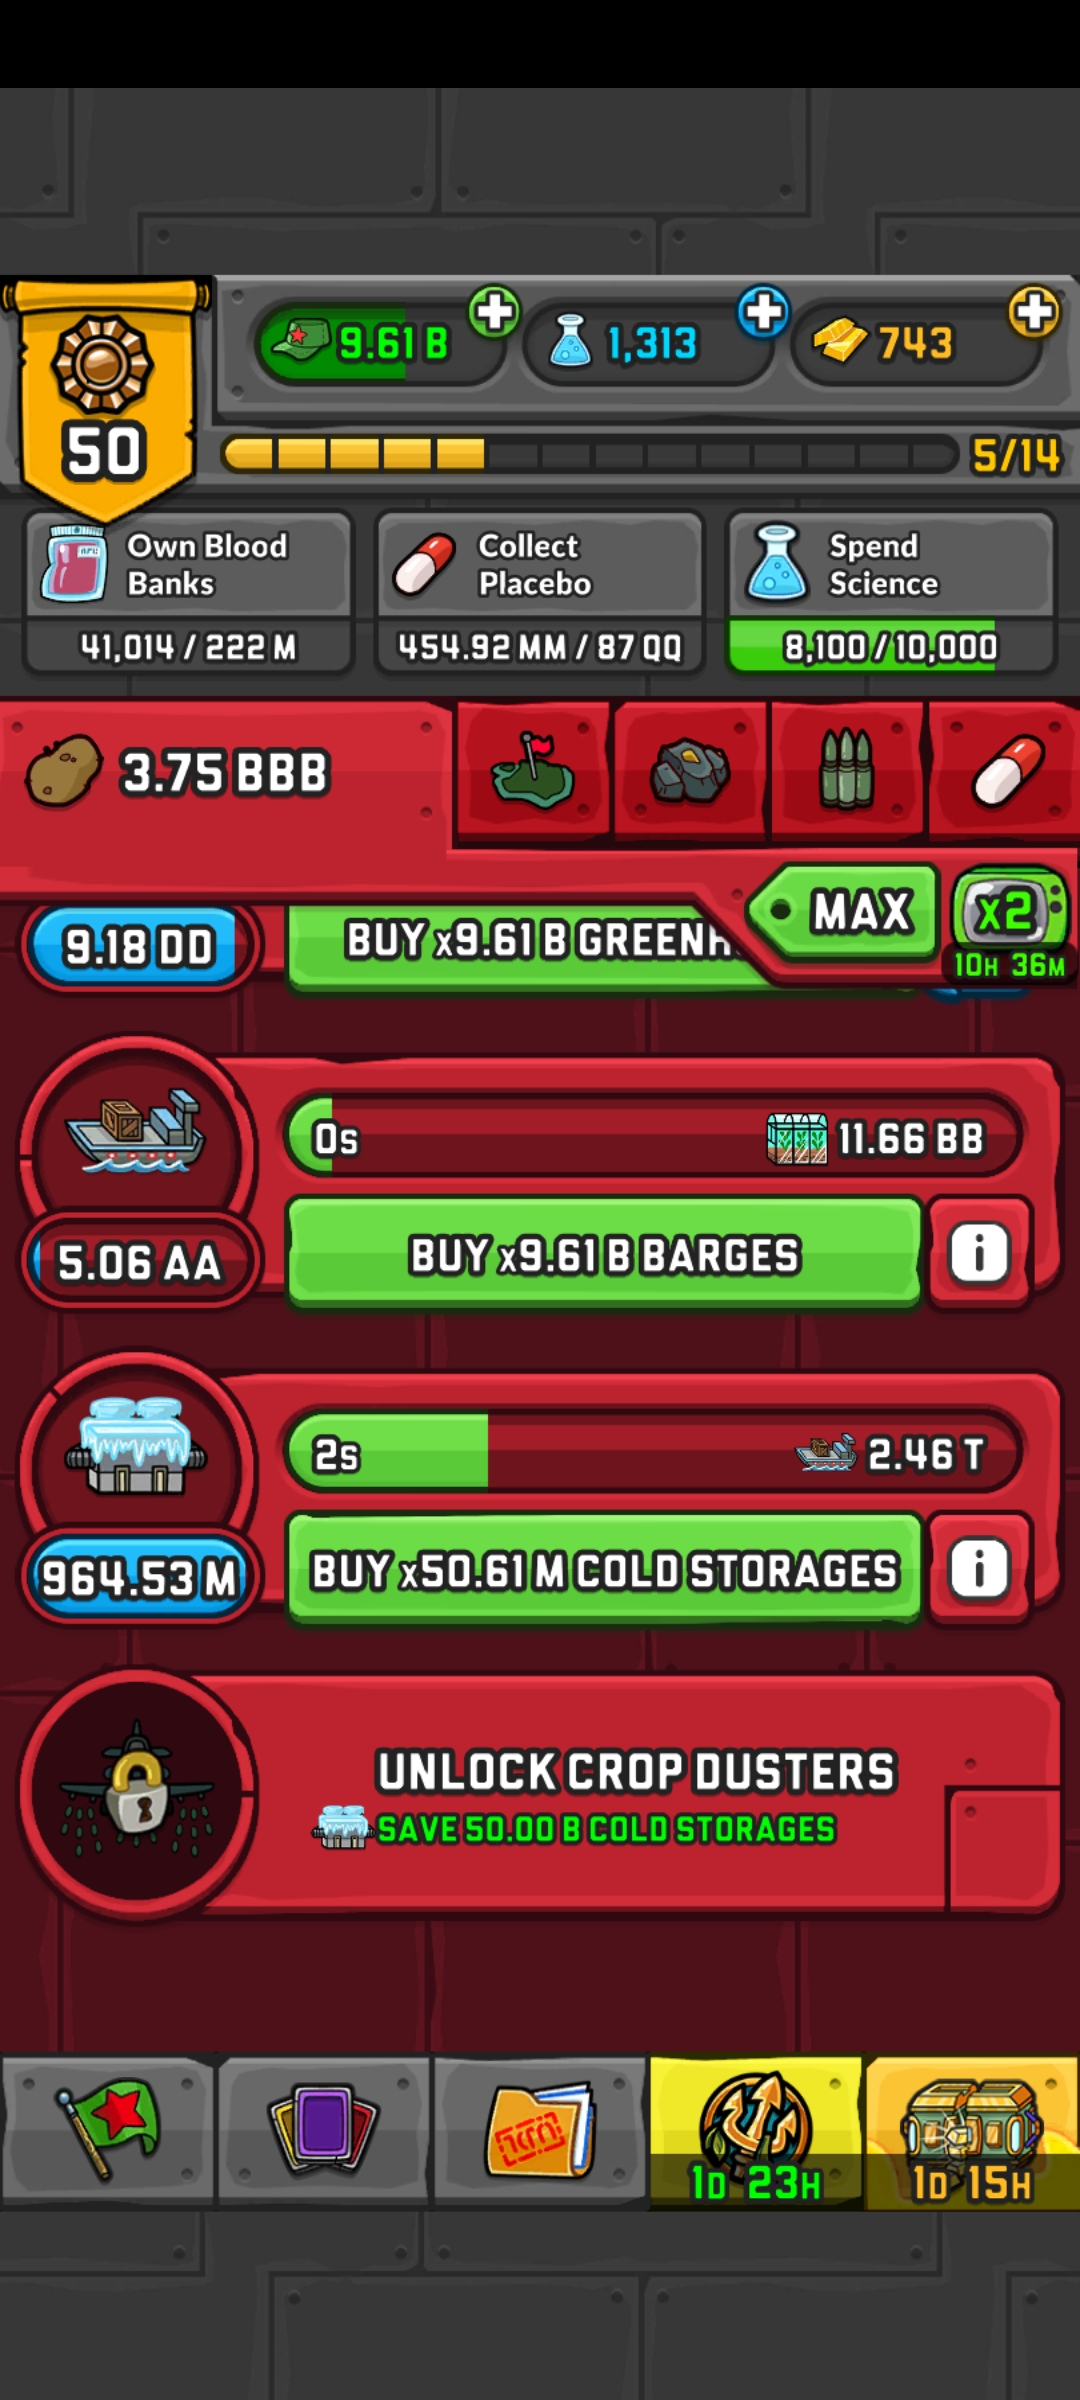 9.61 B
1,313
743
50
5/14
Own Blood
Banks
41,014 / 222 M
Collect
Placebo
454.92 MM / 87 QQ
Spend
Science
8,100 / 10,000
3.75 BBB
MAX
x2
10H 36M
9.18 DD
BUY x9.61 B
0s
11.66 BB
5.06 AA
BUY x9.61 B BARGES
i
2s
2.46 T
964.53 M
BUY x50.61 M COLD STORAGES
i
UNLOCK CROP DUSTERS
SAVE 50.00 B COLD STORAGES
1D 23H
1D 15H